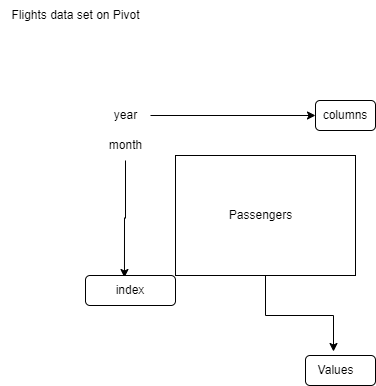 Flights data set on Pivot
year
columns
month
Passengers
index
Values